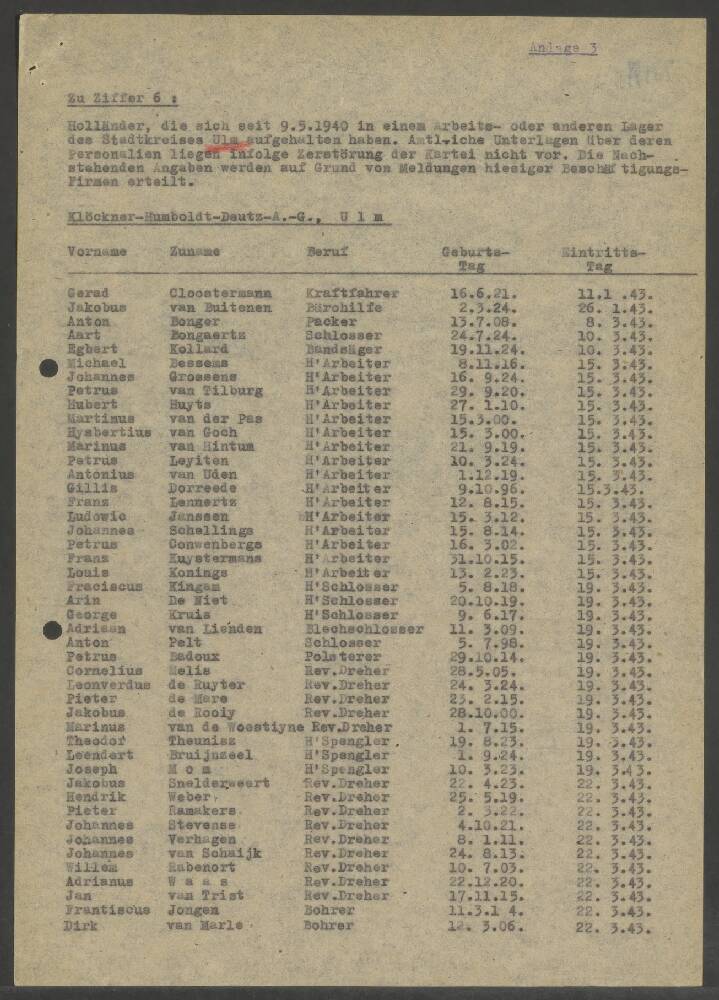 Anlage 3
Zu Ziffer 6 :
Holländer, die sich seit 9.5.1940 in einem Arbeits- oder anderen Lager
des Stadtkreises Ulm aufgehalten haben. Amtliche Unterlagen über deren
Personalien liegen infolge Zerstörung der Kartei nicht vor. Die Nach-
stehenden Angaben werden auf Grund von Meldungen hiesiger Beschäftigungs-
Firmen erteilt.
Klöckner-Humboldt-Deutz-A.-G., U l m
Vorname Zuname Beruf Geburts- Eintritts-
Tag Tag
Gerad Cloostermann Kraftfahrer 16.6.21. 11.1 .43.
Jakobus van Buitenen Bürohilfe 2.3.24. 26. 1.43.
Anton Bonger Packer 13.7.08. 8. 3.43.
Aart Bongaertz Schlosser 24.7.24. 10. 3.43.
Egbert Kollard Bandsäger 19.11.24. 10. 3.43.
Michael Dessems H'Arbeiter 8.11.16. 15. 3.43.
Johannes Grossens H'Arbeiter 16. 9.24. 15. 3.43.
Petrus van Tilburg H'Arbeiter 29. 9.20. 15. 3.43.
Hubert Huyts H'Arbeiter 27. 1.10. 15. 3.43.
Martinus van der Pas H'Arbeiter 15.3.00. 15. 3.43.
Hysbertius van Goch H'Arbeiter 15. 3.00. 15. 3.43.
Marinus van Hintum H'Arbeiter 21. 9.19. 15. 3.43.
Petrus Leyiten H'Arbeiter 10. 3.24. 15. 3.43.
Antonius van Uden H'Arbeiter 1.12.19. 15. 3.43.
Gillis Dorreede H'Arbeiter 9.10.96. 15.3.43.
Franz Lennertz H'Arbeiter 12. 8.15. 15. 3.43.
Ludowic Janssen H'Arbeiter 15. 3.12. 15. 3.43.
Johannes Schellings H'Arbeiter 15. 8.14. 15. 3.43.
Petrus Conwenbergs H'Arbeiter 16. 3.02. 15. 3.43.
Franz Kuystermans H'Arbeiter 31.10.15. 15. 3.43.
Louis Konings H'Arbeiter 13. 2.23. 15. 3.43.
Fraciscus Kingam H'Schlosser 5. 8.18. 19. 3.43.
Arin De Niet H'Schlosser 20.10.19. 19. 3.43.
George Kruis H'Schlosser 9. 6.17. 19. 3.43.
Adriaan van Lienden Blechschlosser 11. 3.09. 19. 3.43.
Anton Pelt Schlosser 5. 7.98. 19. 3.43.
Petrus Badoux Polsterer 29.10.14. 19. 3.43.
Cornelius Melis Rev.Dreher 28.5.05. 19. 3.43.
Leonverdus de Ruyter Rev.Dreher 24. 3.24. 19. 3.43.
Pieter de Mare Rev.Dreher 23. 2.15. 19. 3.43.
Jakobus de Rooly Rev.Dreher 28.10.00. 19. 3.43.
Marinus van de Woestiyne Rev.Dreher 1. 7.15. 19. 3.43.
Theodor Theunisz H'Spengler 19. 8.23. 19. 3.43.
Leendert Bruijnzeel H'Spengler 1. 9.24. 19. 3.43.
Joseph M o m H'Spengler 10. 3.23. 19. 3.43.
Jakobus Snelderweert Rev.Dreher 22. 4.23. 22. 3.43.
Hendrik Weber Rev.Dreher 25. 5.19. 22. 3.43.
Pieter Ramakers Rev.Dreher 2. 3.22. 22. 3.43.
Johannes Stevense Rev.Dreher 4.10.21. 22. 3.43.
Johannes Verhagen Rev.Dreher 8. 1.11. 22. 3.43.
Johannes van Schaijk Rev.Dreher 24. 8.13. 22. 3.43.
Willem Rabenort Rev.Dreher 10. 7.03. 22. 3.43.
Adrianus W a a s Rev.Dreher 22.12.20. 22. 3.43.
Jan van Trist Rev.Dreher 17.11.15. 22. 3.43.
Frantiscus Jongen Bohrer 11.3.1 4. 22. 3.43.
Dirk van Marle Bohrer 12. 3.06. 22. 3.43.